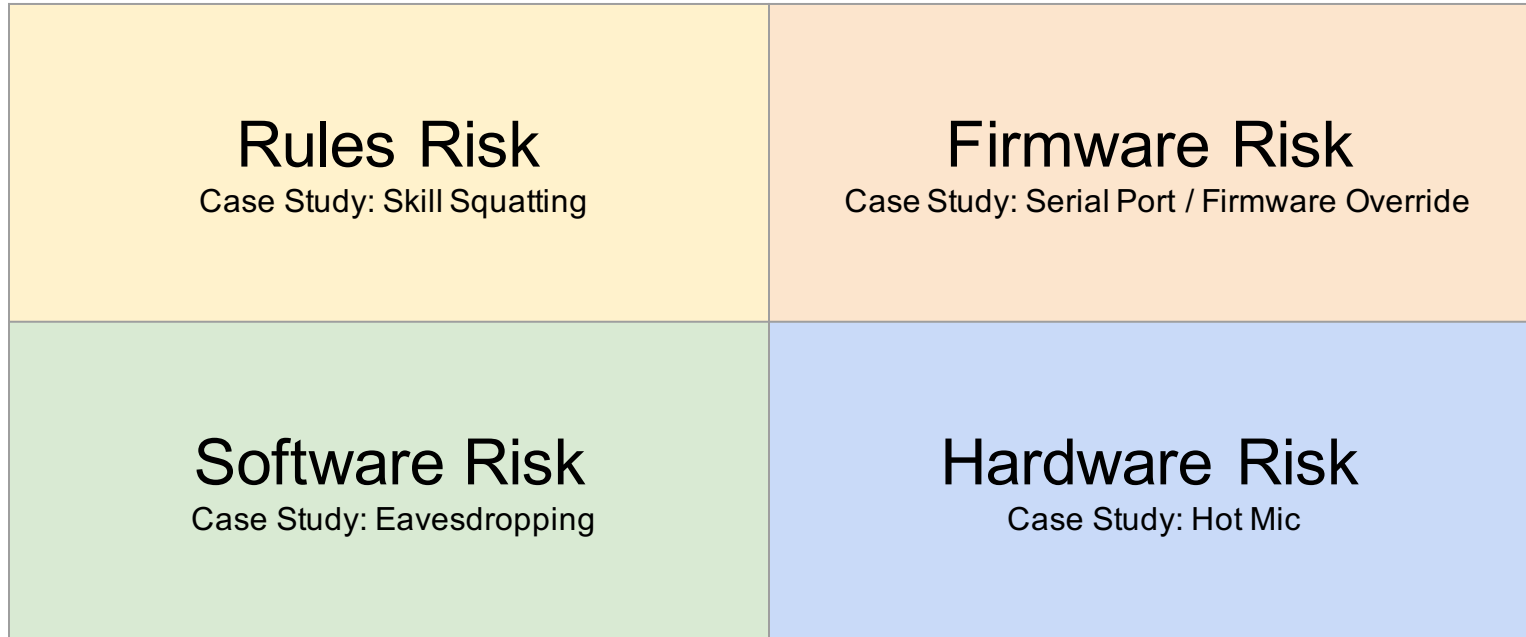 Rules Risk
Case Study: Skill Squatting
Firmware Risk
Case Study: Serial Port / Firmware Override
Software Risk
Case Study: Eavesdropping
Hardware Risk
Case Study: Hot Mic